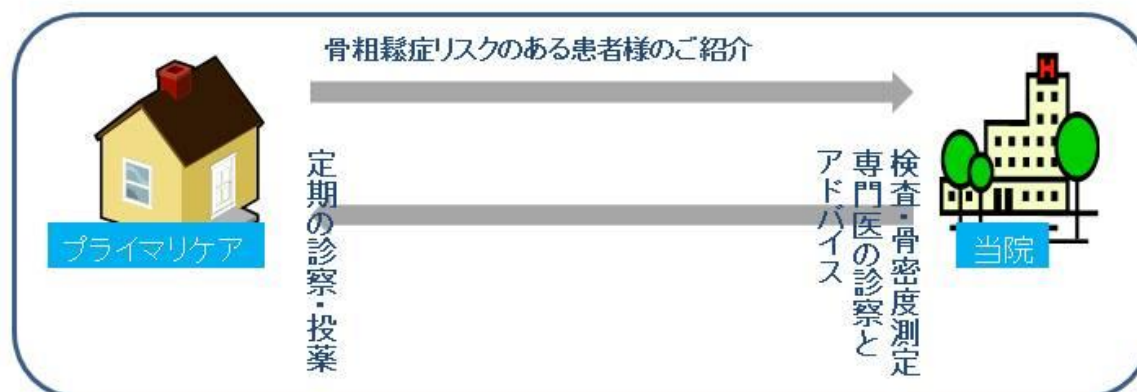 骨粗鬆症リスクのある患者様のご紹介
検査・骨密度測定
専門医の診察と
アドバイス
定期の診察・投薬
プライマリケア
当院
H